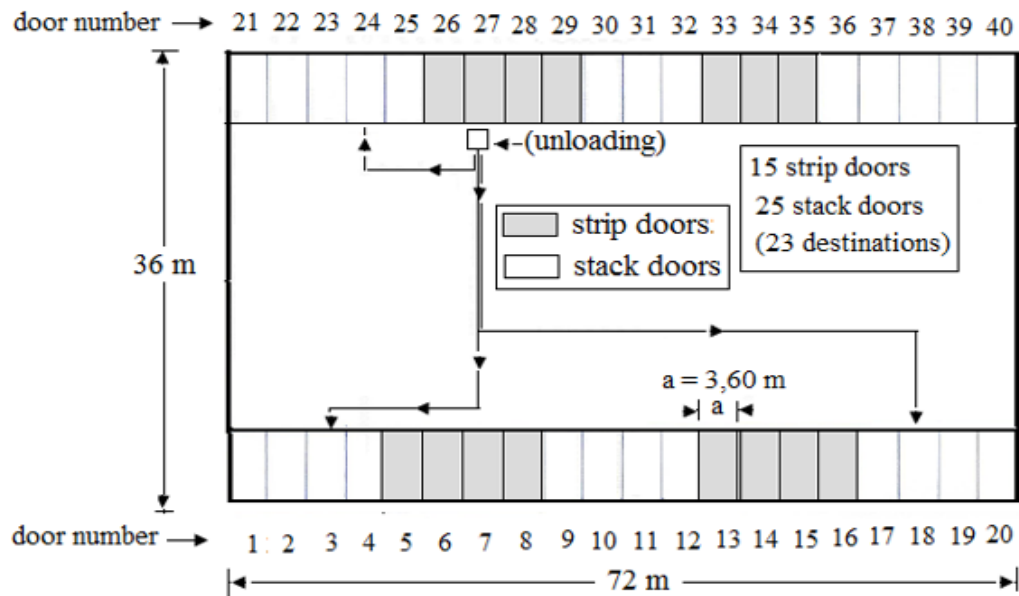 door number 21 22 23 24 25 26 27 28 29 30 31 32 33 34 35 36 37 38 39 40
(unloading)
15 strip doors
25 stack doors
(23 destinations)
strip doors:
stack doors
36 m
a = 3,60 m
a
door number 1 2 3 4 5 6 7 8 9 10 11 12 13 14 15 16 17 18 19 20
72 m